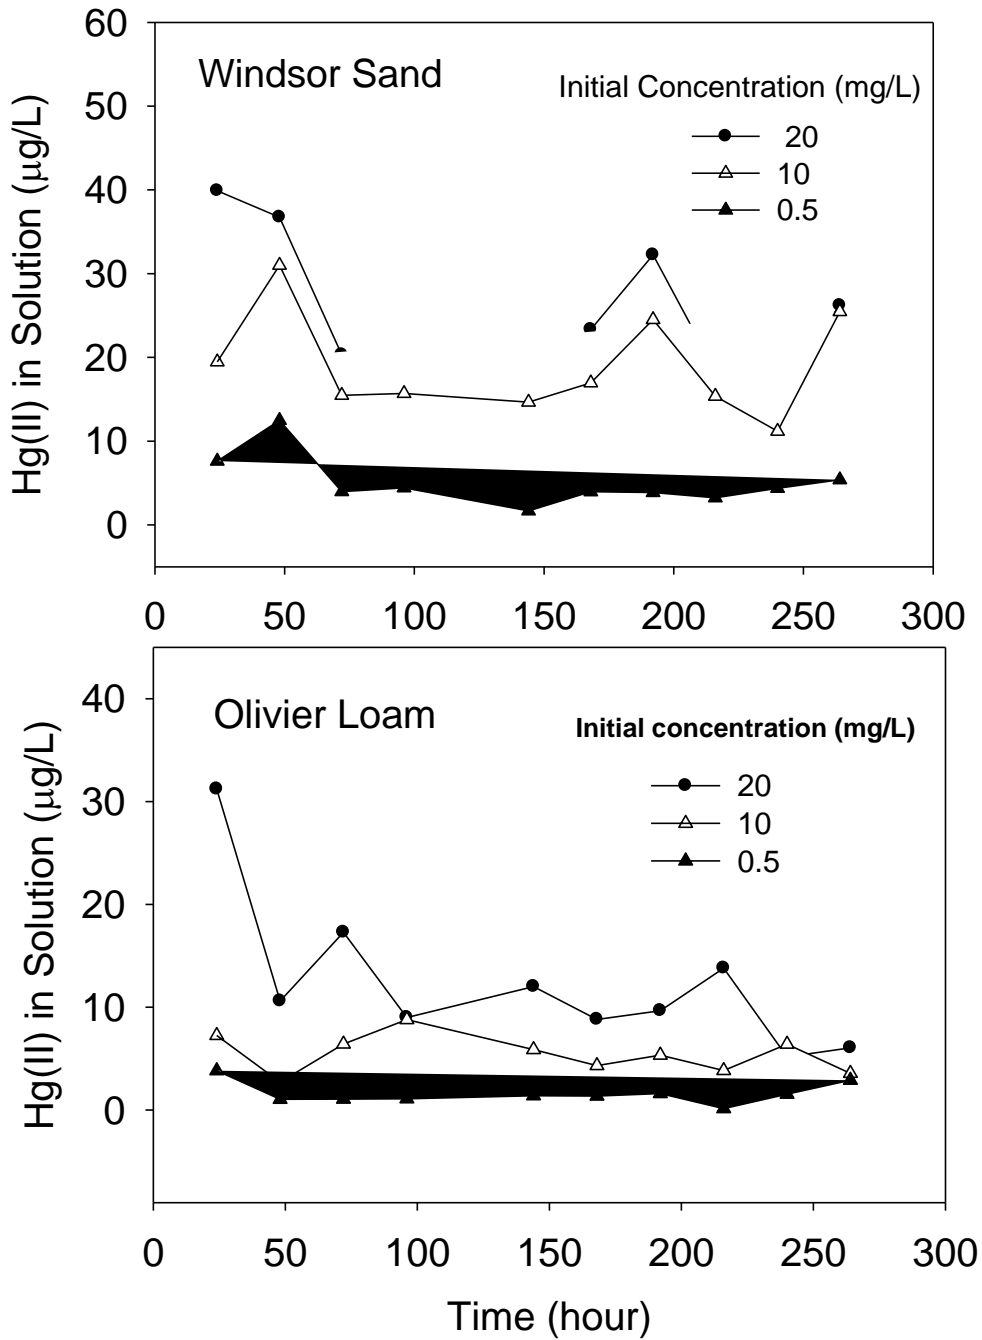 60
Windsor Sand
Initial Concentration (mg/L)
50
20
10
0.5
40
30
20
10
0
Hg(II) in Solution (µg/L)
0 50 100 150 200 250 300
40
Olivier Loam
Initial concentration (mg/L)
20
10
0.5
30
20
10
0
Hg(II) in Solution (µg/L)
0 50 100 150 200 250 300
Time (hour)